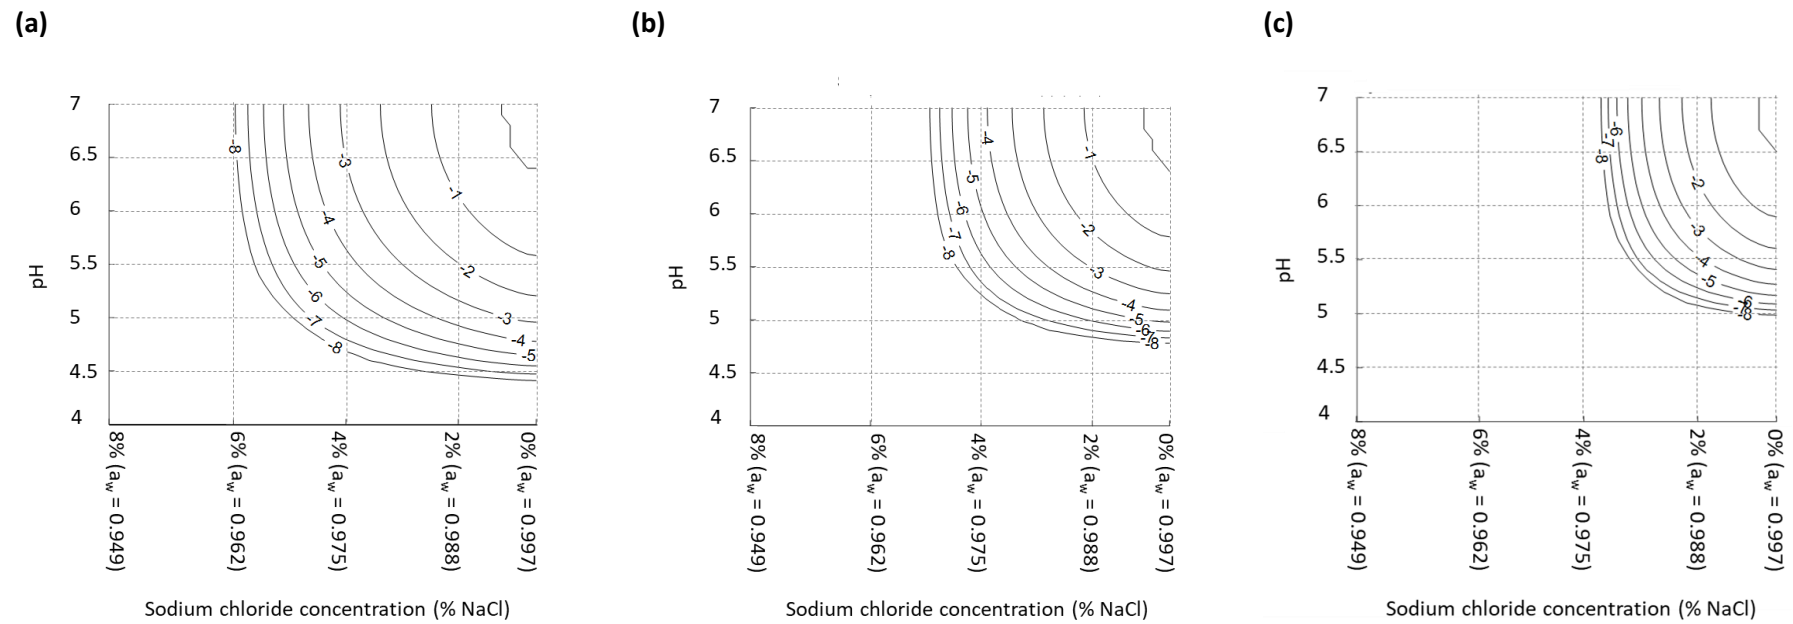 (a)
(b)
(c)
7
6.5
6
5.5
5
4.5
4
pH
-8
-3
-1
-4
-5
-2
-6
-7
-3
-8
-4
-5
8% (aw = 0.949)
6% (aw = 0.962)
4% (aw = 0.975)
2% (aw = 0.988)
0% (aw = 0.997)
Sodium chloride concentration (% NaCl)
7
6.5
6
5.5
5
4.5
4
pH
-4
-1
-5
-6
-2
-7
-8
-3
-4
-5
-6
-7
-8
8% (aw = 0.949)
6% (aw = 0.962)
4% (aw = 0.975)
2% (aw = 0.988)
0% (aw = 0.997)
Sodium chloride concentration (% NaCl)
7
6.5
6
5.5
5
4.5
4
pH
-6
-7
-8
-2
-3
-4
-5
-6
-7
-8
8% (aw = 0.949)
6% (aw = 0.962)
4% (aw = 0.975)
2% (aw = 0.988)
0% (aw = 0.997)
Sodium chloride concentration (% NaCl)